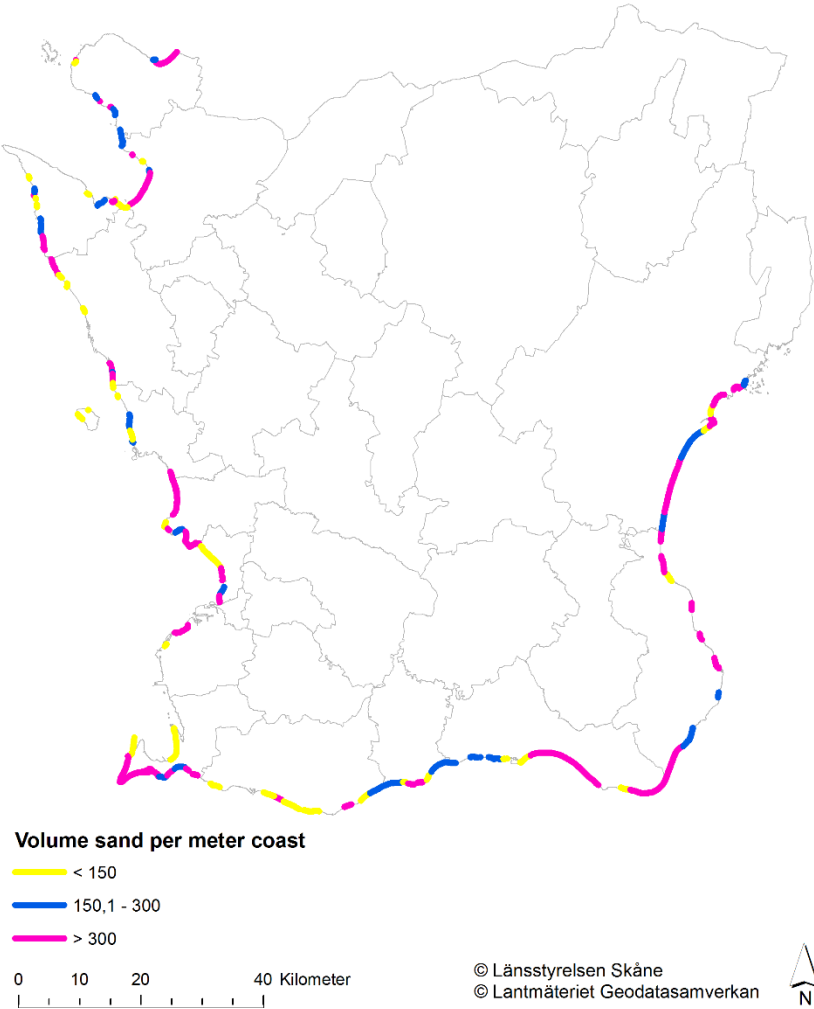 Volume sand per meter coast
< 150
150,1 - 300
> 300
0 10 20 40 Kilometer
© Länsstyrelsen Skåne
© Lantmäteriet Geodatasamverkan
N